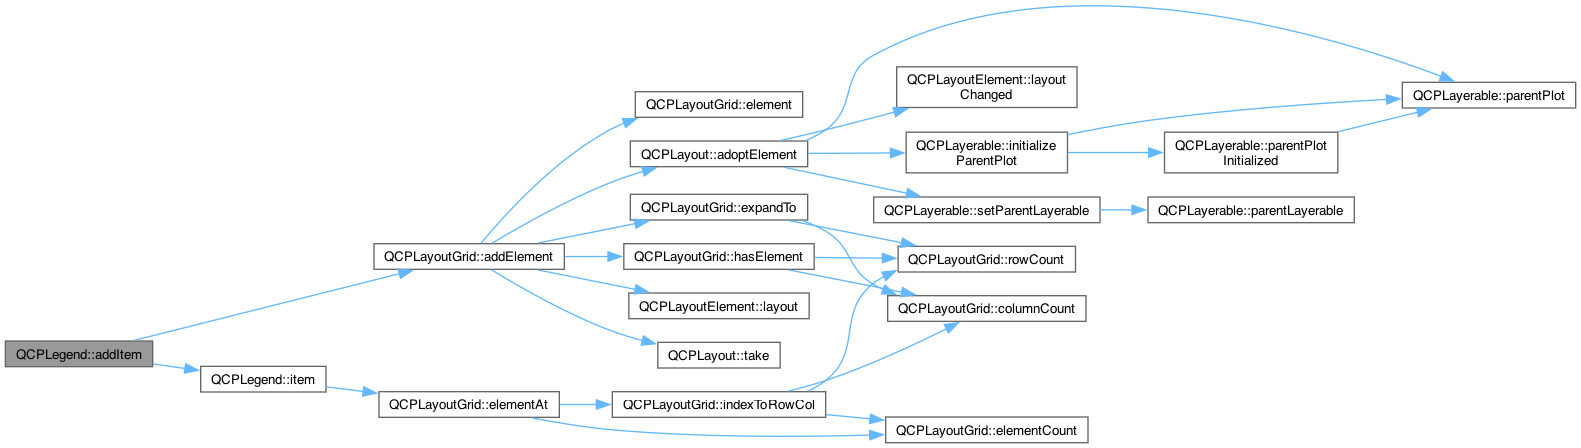 QCPLegend::addItem
QCPLayoutGrid::addElement
QCPLegend::item
QCPLayoutGrid::elementAt
QCPLayoutGrid::element
QCPLayout::adoptElement
QCPLayoutGrid::expandTo
QCPLayoutGrid::hasElement
QCPLayoutElement::layout
QCPLayout::take
QCPLayoutGrid::indexToRowCol
QCPLayoutElement::layout
Changed
QCPLayerable::initialize
ParentPlot
QCPLayerable::setParentLayerable
QCPLayoutGrid::rowCount
QCPLayoutGrid::columnCount
QCPLayoutGrid::elementCount
QCPLayerable::parentPlot
Initialized
QCPLayerable::parentLayerable
QCPLayerable::parentPlot